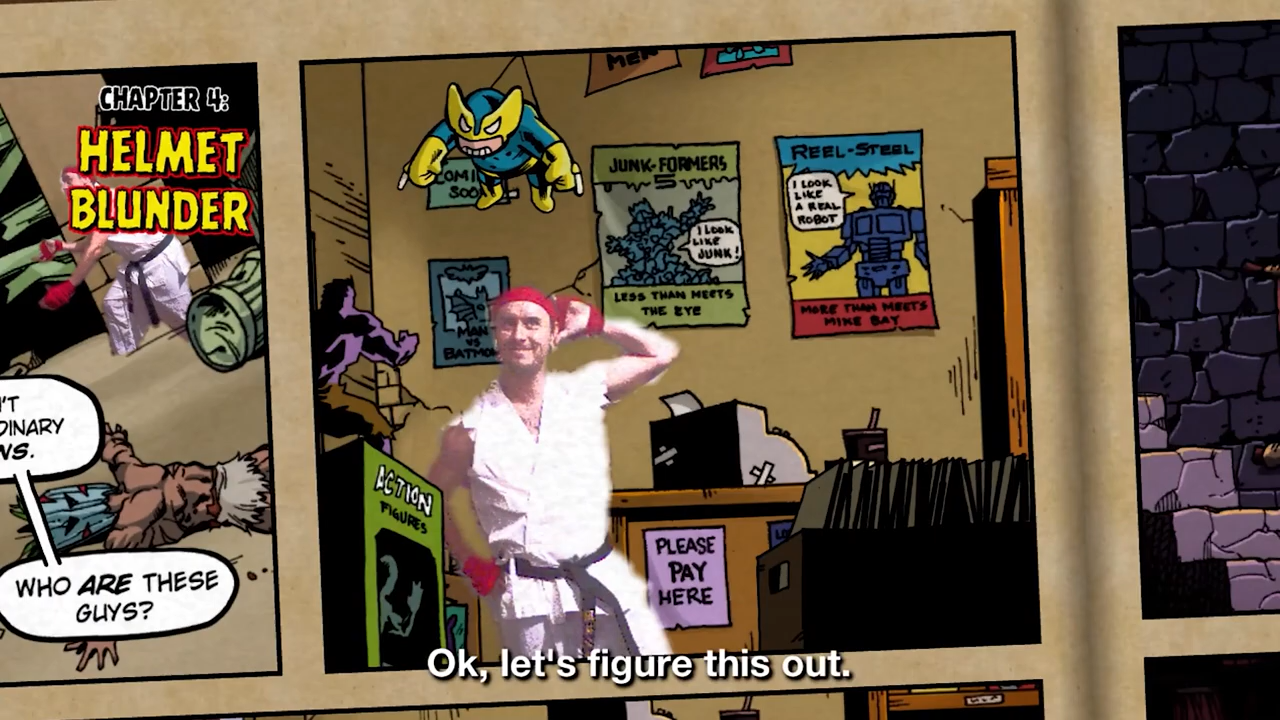 CHAPTER 4:
HELMET
BLUNDER
DINARY
WHO ARE THESE
GUYS?
MEN
COMI
SOO
JUNK-FORMERS
5
I LOOK
LIKE
JUNK!
LESS THAN MEETS
THE EYE
REEL-STEEL
I LOOK
LIKE
A REAL
ROBOT
MORE THAN MEETS
MIKE BAY
MAN
VS
BATMO
ACTION
FIGURES
PLEASE
PAY
HERE
LO
Ok, let's figure this out.